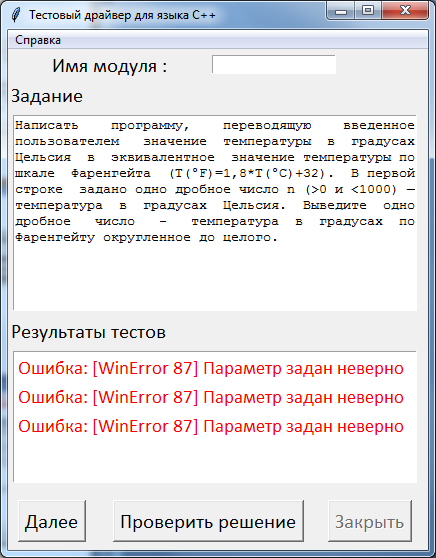 Тестовый драйвер для языка C++
Справка
Имя модуля :
Задание
Написать программу, переводящую введенное
пользователем значение температуры в градусах
Цельсия в эквивалентное значение температуры по
шкале Фаренгейта (T(°F)=1,8*T(°C)+32). В первой
строке задано одно дробное число n (>0 и <1000) –
температура в градусах Цельсия. Выведите одно
дробное число - температура в градусах по
Фаренгейту округленное до целого.
Результаты тестов
Ошибка: [WinError 87] Параметр задан неверно
Ошибка: [WinError 87] Параметр задан неверно
Ошибка: [WinError 87] Параметр задан неверно
Далее Проверить решение Закрыть